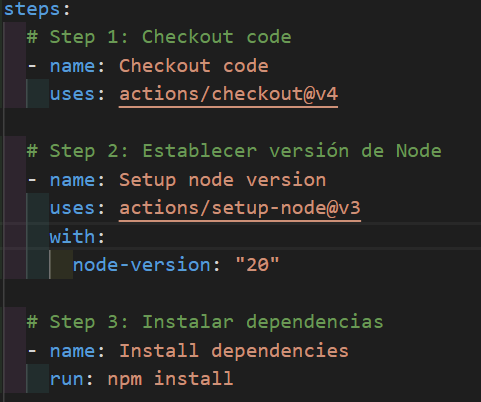 steps:
# Step 1: Checkout code
- name: Checkout code
uses: actions/checkout@v4
# Step 2: Establecer versión de Node
- name: Setup node version
uses: actions/setup-node@v3
with:
node-version: "20"
# Step 3: Instalar dependencias
- name: Install dependencies
run: npm install